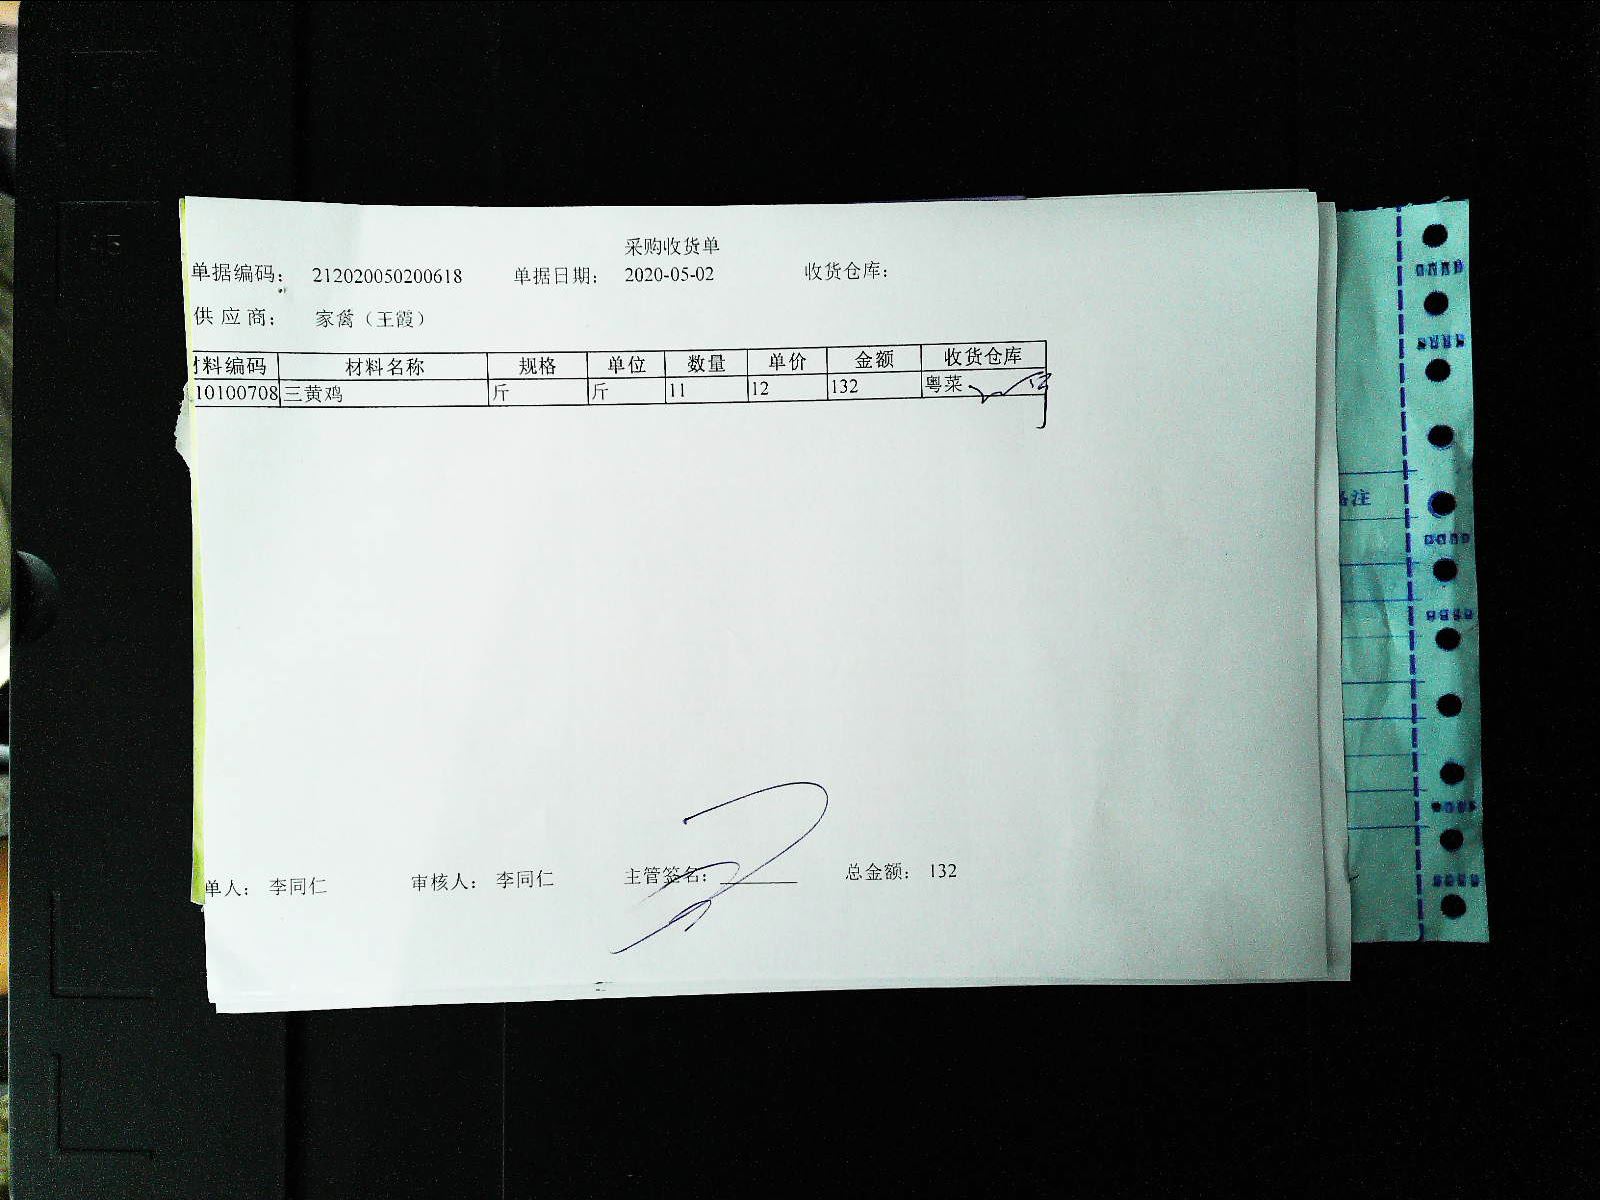 采购收货单
单据编码: 212020050200618 单据日期: 2020-05-02 收货仓库:
供应商: 家禽(王霞)
材料编码 材料名称 规格 单位 数量 单价 金额 收货仓库
10100708 三黄鸡 斤 斤 11 12 132 粤菜
单人: 李同仁 审核人: 李同仁 主管签名: 总金额: 132
备注